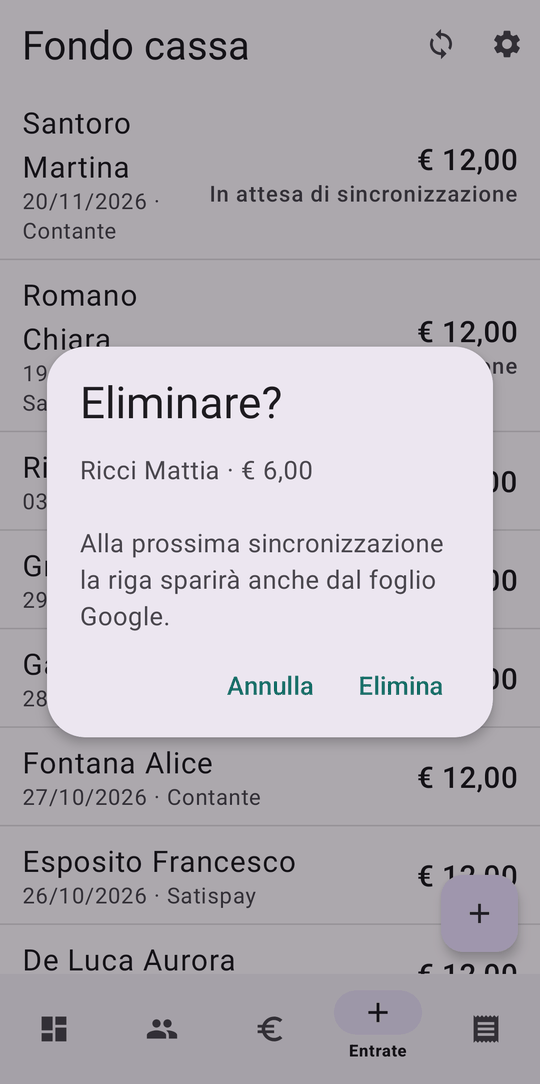 Fondo cassa
Santoro
Martina
€ 12,00
20/11/2026 ·
In attesa di sincronizzazione
Contante
Romano
Chiara
€ 12,00
Eliminare?
Ricci Mattia · € 6,00
Alla prossima sincronizzazione
la riga sparirà anche dal foglio
Google.
Annulla
Elimina
Fontana Alice
€ 12,00
27/10/2026 · Contante
Esposito Francesco
26/10/2026 · Satispay
De Luca Aurora
Entrate